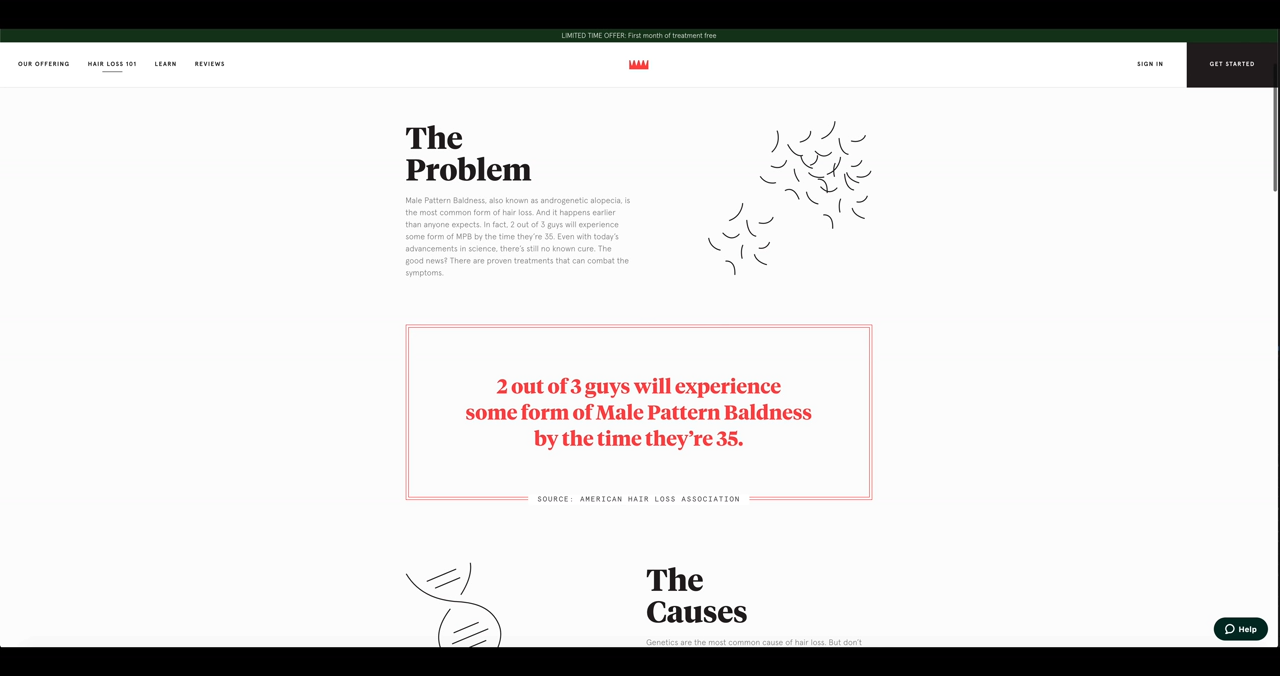 LIMITED TIME OFFER: First month of treatment free
OUR OFFERING
HAIR LOSS 101
LEARN
REVIEWS
SIGN IN
GET STARTED
The
Problem
Male Pattern Baldness, also known as androgenetic alopecia, is
the most common form of hair loss. And it happens earlier
than anyone expects. In fact, 2 out of 3 guys will experience
some form of MPB by the time they’re 35. Even with today’s
advancements in science, there’s still no known cure. The
good news? There are proven treatments that can combat the
symptoms.
2 out of 3 guys will experience
some form of Male Pattern Baldness
by the time they’re 35.
SOURCE: AMERICAN HAIR LOSS ASSOCIATION
The
Causes
Genetics are the most common cause of hair loss. But don’t
Help